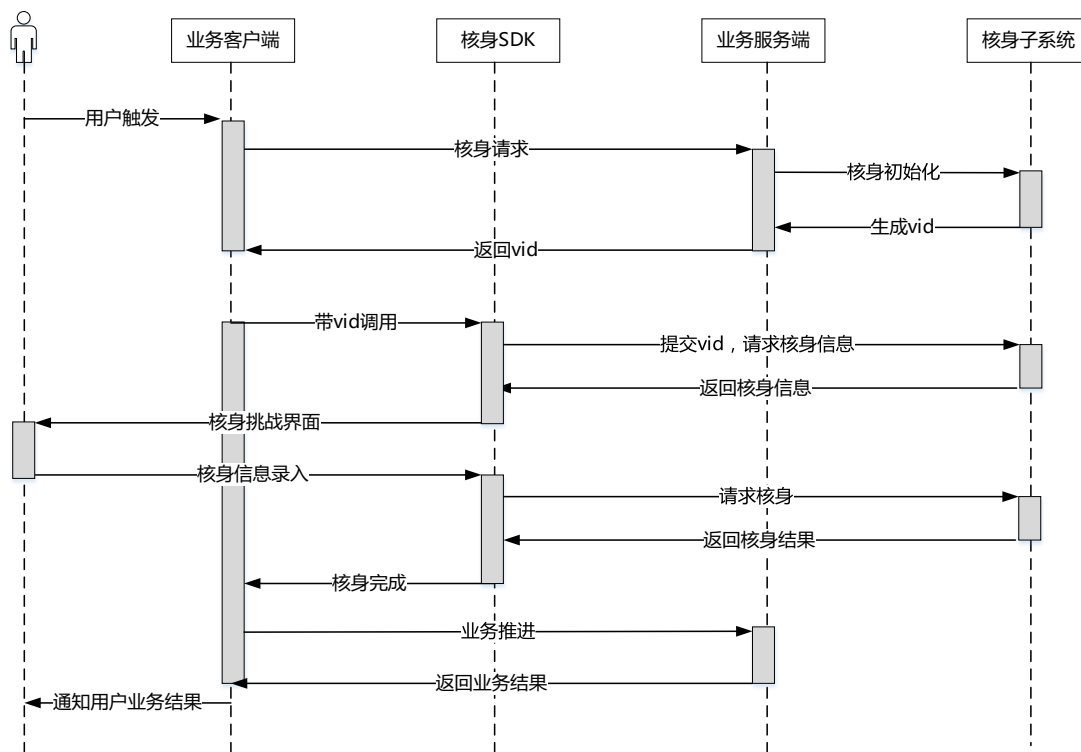 业务客户端
核身SDK
业务服务端
核身子系统
用户触发
核身请求
核身初始化
生成vid
返回vid
带vid调用
提交vid，请求核身信息
返回核身信息
核身挑战界面
核身信息录入
请求核身
返回核身结果
核身完成
业务推进
返回业务结果
通知用户业务结果